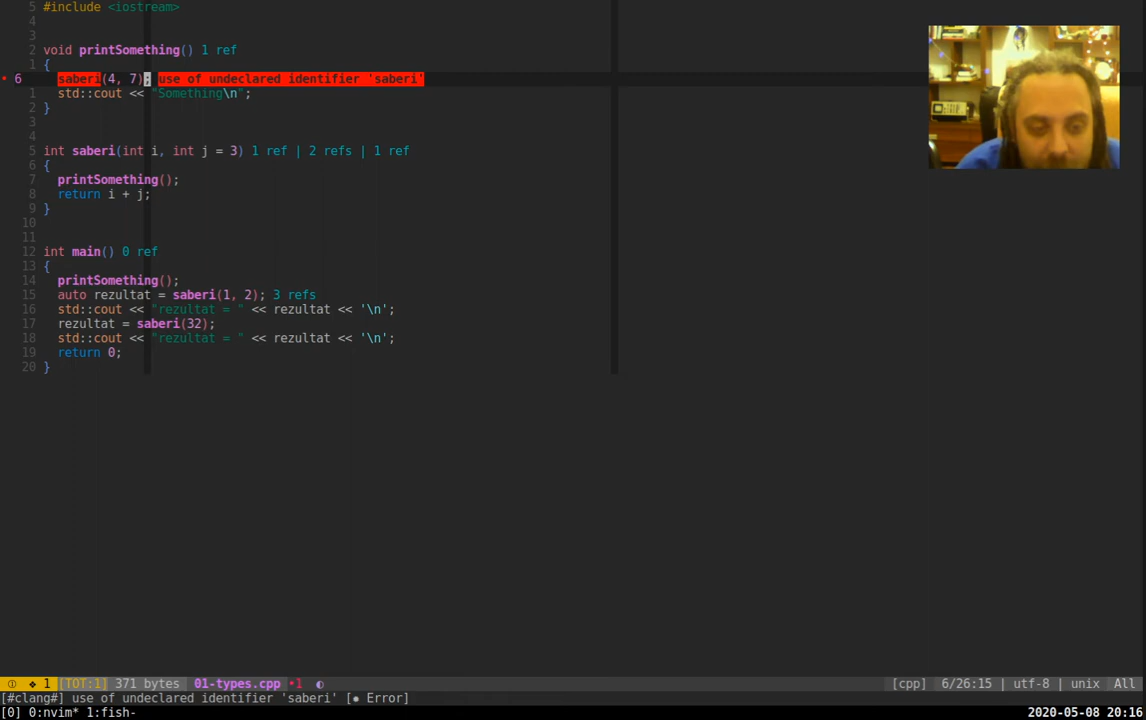 5 #include <iostream>
4
3
2 void printSomething() 1 ref
1 {
• 6 saberi(4, 7); use of undeclared identifier 'saberi'
1 std::cout << "Something\n";
2 }
3
4
5 int saberi(int i, int j = 3) 1 ref | 2 refs | 1 ref
6 {
7 printSomething();
8 return i + j;
9 }
10
11
12 int main() 0 ref
13 {
14 printSomething();
15 auto rezultat = saberi(1, 2); 3 refs
16 std::cout << "rezultat = " << rezultat << '\n';
17 rezultat = saberi(32);
18 std::cout << "rezultat = " << rezultat << '\n';
19 return 0;
20 }
① ❖ 1 [TOT:1] 371 bytes 01-types.cpp •1 ◐ [cpp] 6/26:15 | utf-8 | unix All
[#clang#] use of undeclared identifier 'saberi' [✹ Error]
[0] 0:nvim* 1:fish- 2020-05-08 20:16